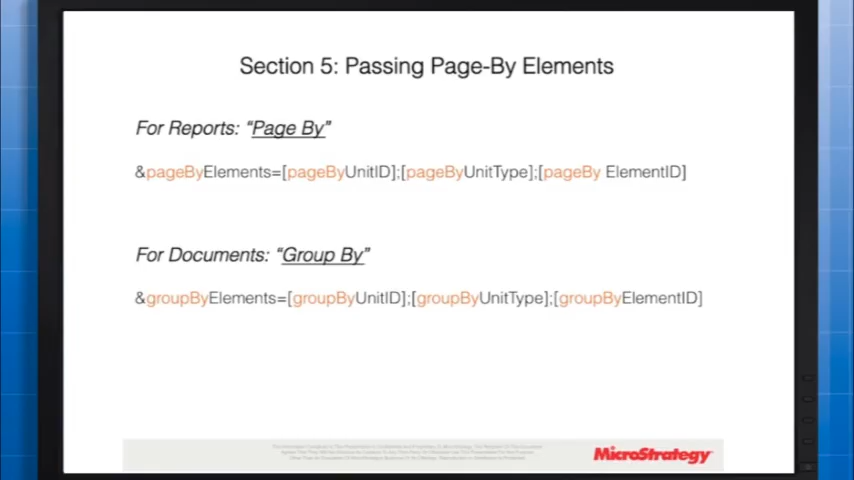 Section 5: Passing Page-By Elements
For Reports: “Page By”
&pageByElements=[pageByUnitID];[pageByUnitType];[pageBy ElementID]
For Documents: “Group By”
&groupByElements=[groupByUnitID];[groupByUnitType];[groupByElementID]
MicroStrategy